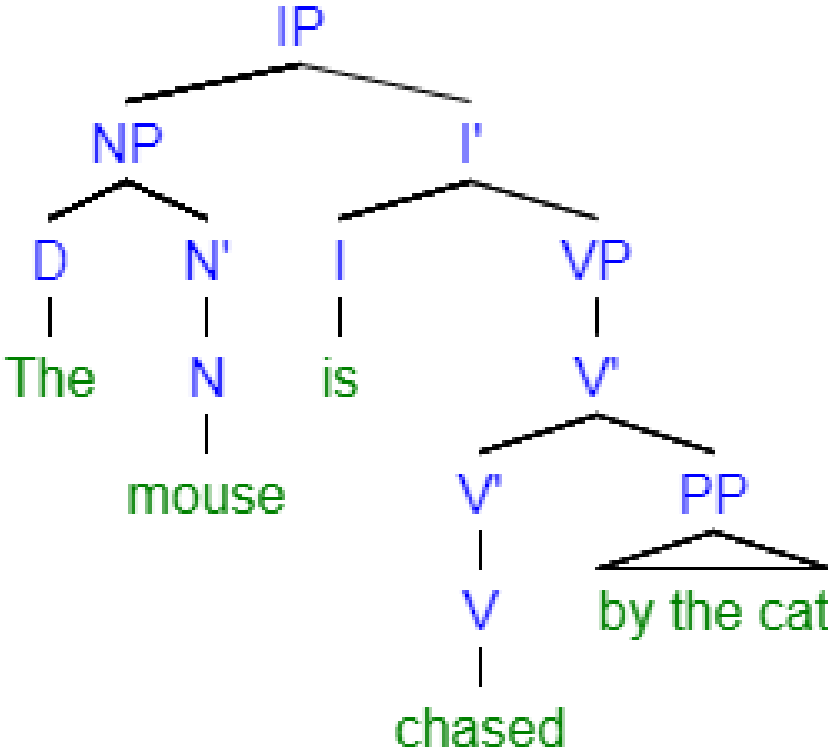 IP
NP I'
D N' I VP
The N is V'
mouse V' PP
V by the cat
chased